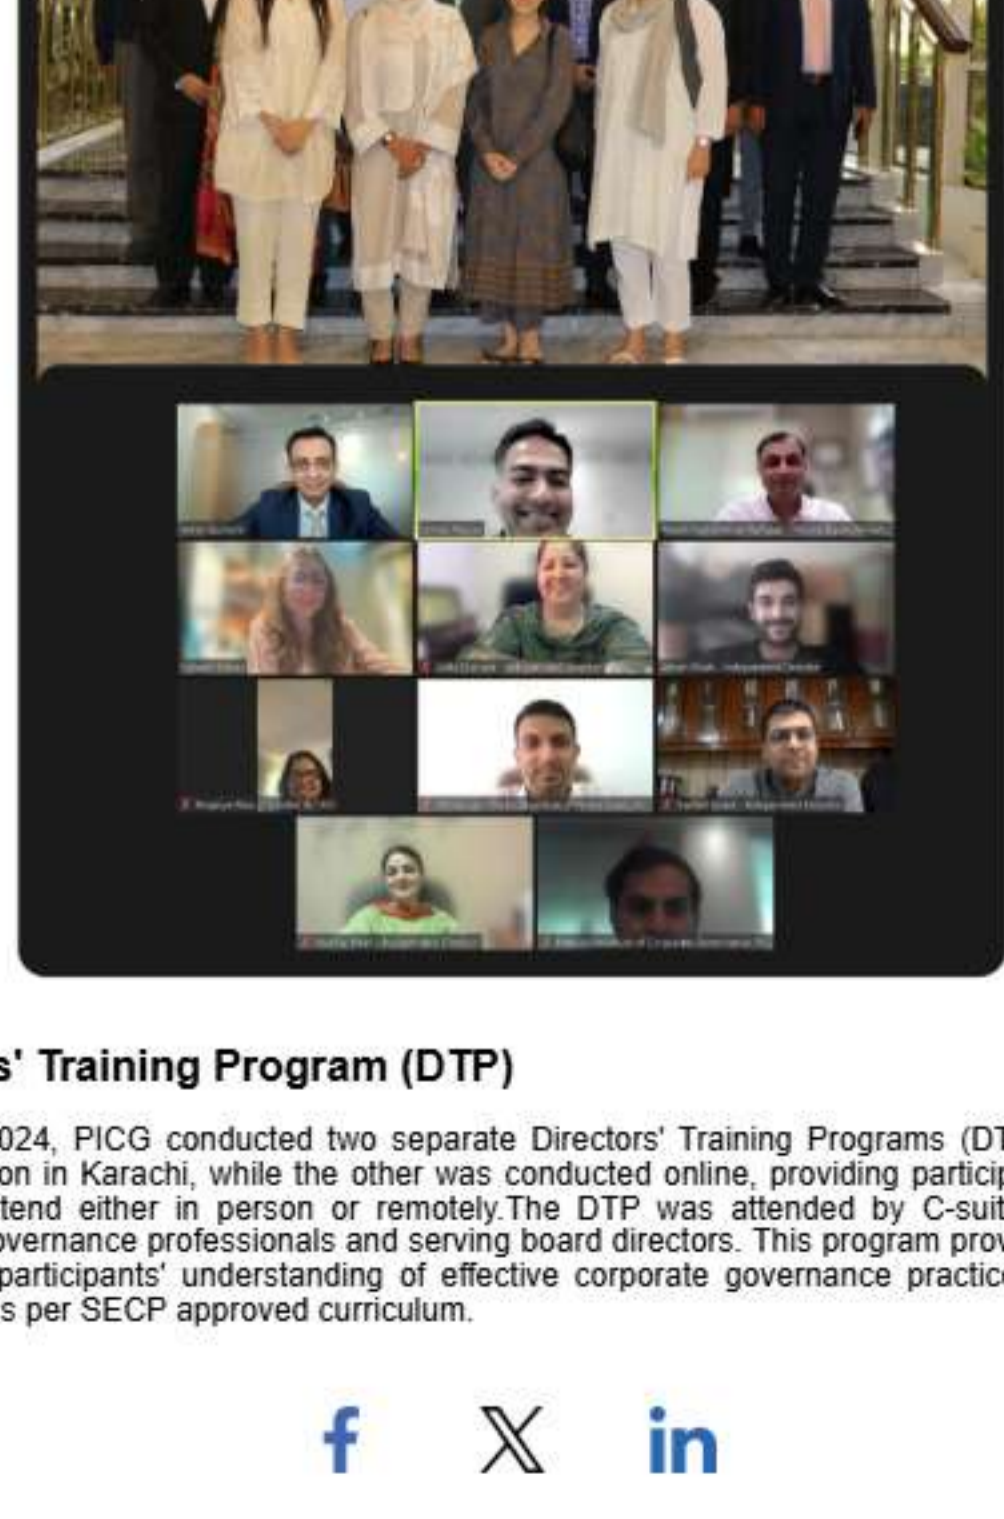 s' Training Program (DTP)
024, PICG conducted two separate Directors' Training Programs (DT
on in Karachi, while the other was conducted online, providing particip
tend either in person or remotely.The DTP was attended by C-suit
overnance professionals and serving board directors. This program prov
participants' understanding of effective corporate governance practic
s per SECP approved curriculum.
f X in